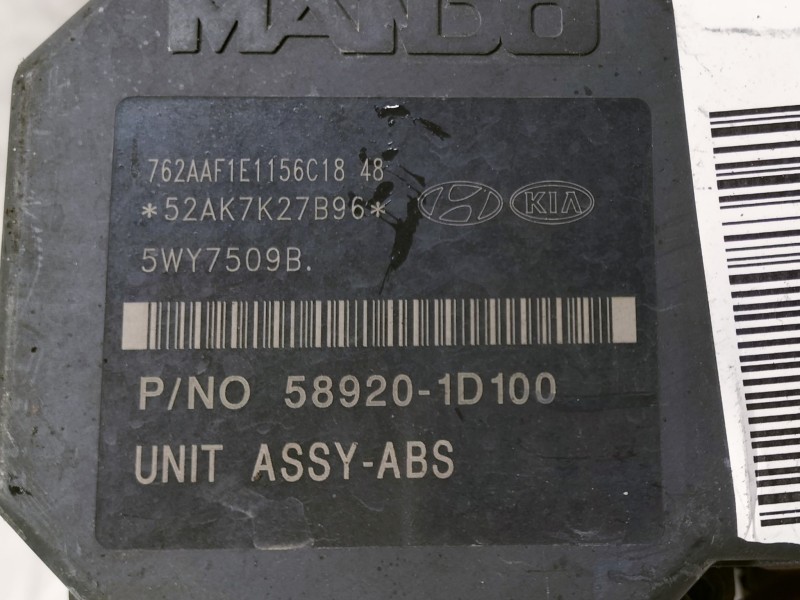 MANDO
762AAF1E1156C18 48
*52AK7K27B96*
KIA
5WY7509B.
P/NO 58920-1D100
UNIT ASSY-ABS